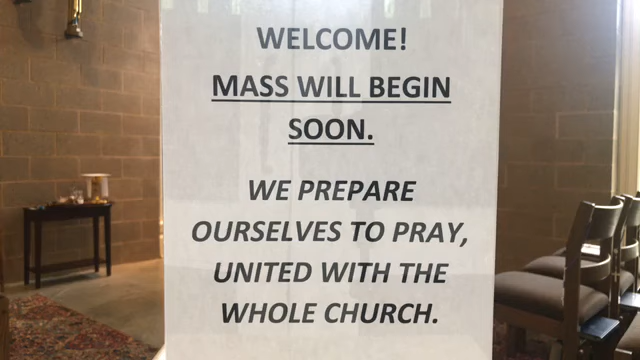 WELCOME!
MASS WILL BEGIN
SOON.
WE PREPARE
OURSELVES TO PRAY,
UNITED WITH THE
WHOLE CHURCH.